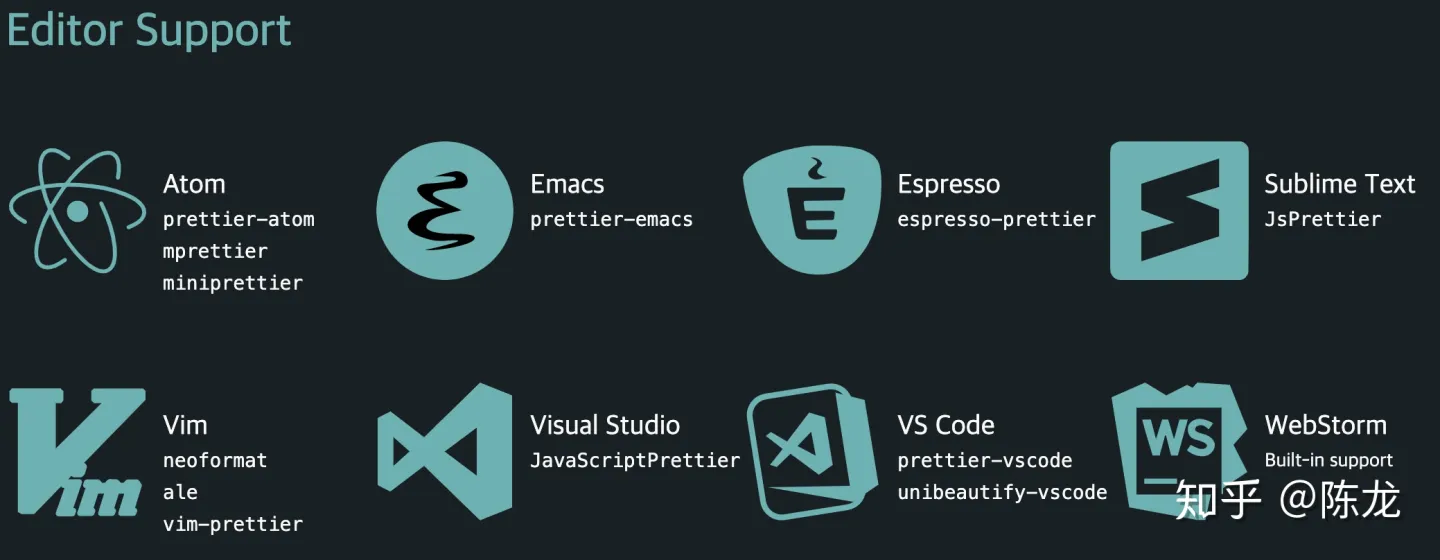 Editor Support
Atom
prettier-atom
mprettier
miniprettier
Emacs
prettier-emacs
Espresso
espresso-prettier
Sublime Text
JsPrettier
Vim
neoformat
ale
vim-prettier
Visual Studio
JavaScriptPrettier
VS Code
prettier-vscode
unibeautify-vscode
WS
WebStorm
Built-in support
知乎 @陈龙